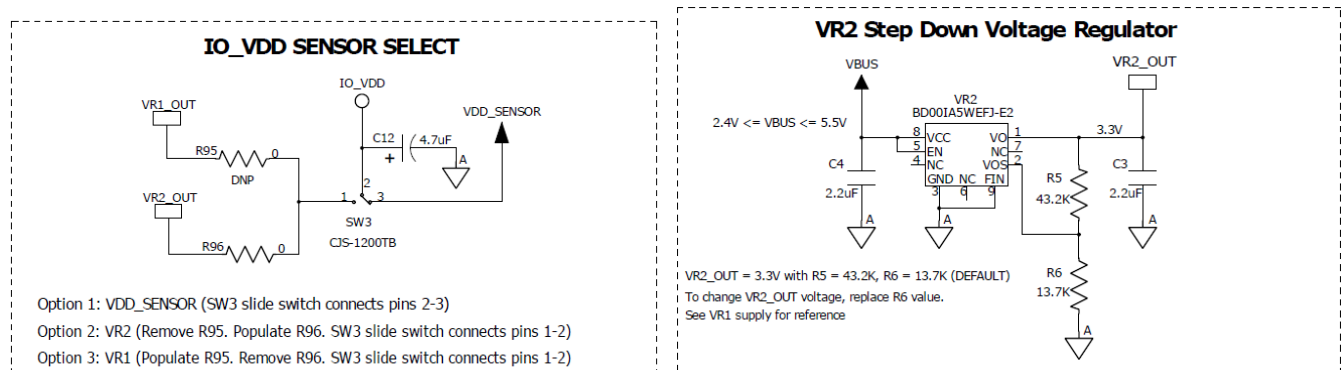 IO_VDD SENSOR SELECT
IO_VDD
VR1_OUT
VDD_SENSOR
C12
4.7uF
+
A
R95
0
DNP
VR2_OUT
1
2
3
SW3
CJS-1200TB
R96
0
Option 1: VDD_SENSOR (SW3 slide switch connects pins 2-3)
Option 2: VR2 (Remove R95. Populate R96. SW3 slide switch connects pins 1-2)
Option 3: VR1 (Populate R95. Remove R96. SW3 slide switch connects pins 1-2)
VR2 Step Down Voltage Regulator
VBUS
VR2_OUT
VR2
BD00IA5WEFJ-E2
2.4V <= VBUS <= 5.5V
8 VCC VO 1
3.3V
5 EN NC 7
4 NC VOS 2
GND NC FIN
3 6 9
C4
2.2uF
A
A
R5
43.2K
C3
2.2uF
A
R6
13.7K
A
VR2_OUT = 3.3V with R5 = 43.2K, R6 = 13.7K (DEFAULT)
To change VR2_OUT voltage, replace R6 value.
See VR1 supply for reference